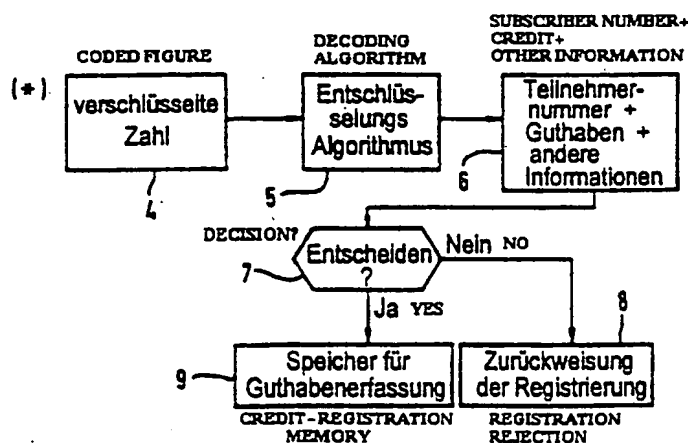 SUBSCRIBER NUMBER+
CREDIT+
OTHER INFORMATION
DECODING
ALGORITHM
CODED FIGURE
(*)
verschlüsseite
Zahl
4
Entschlüs-
selungs
Algorithmus
5
Teilnehmer-
nummer +
Guthaben +
andere
Informationen
6
DECISION?
Entscheiden
?
7
Nein NO
Ja YES
8
9
Speicher für
Guthabenerfassung
CREDIT-REGISTRATION
MEMORY
Zurückweisung
der Registrierung
REGISTRATION
REJECTION